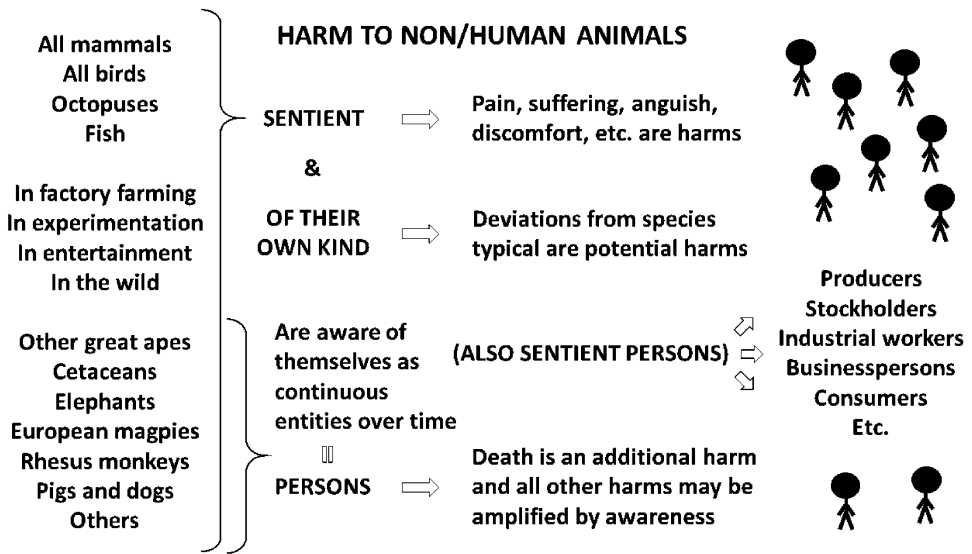 HARM TO NON/HUMAN ANIMALS
All mammals
All birds
Octopuses
Fish
In factory farming
In experimentation
In entertainment
In the wild
Other great apes
Cetaceans
Elephants
European magpies
Rhesus monkeys
Pigs and dogs
Others
SENTIENT
&
OF THEIR
OWN KIND
Are aware of
themselves as
continuous
entities over time
PERSONS
Pain, suffering, anguish,
discomfort, etc. are harms
Deviations from species
typical are potential harms
(ALSO SENTIENT PERSONS)
Death is an additional harm
and all other harms may be
amplified by awareness
Producers
Stockholders
Industrial workers
Businesspersons
Consumers
Etc.